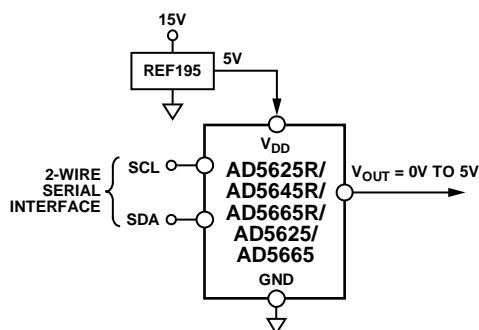 15V
REF195
5V
V_DD
2-WIRE
SERIAL
INTERFACE
SCL
SDA
AD5625R/
AD5645R/
AD5665R/
AD5625/
AD5665
V_OUT = 0V TO 5V
GND